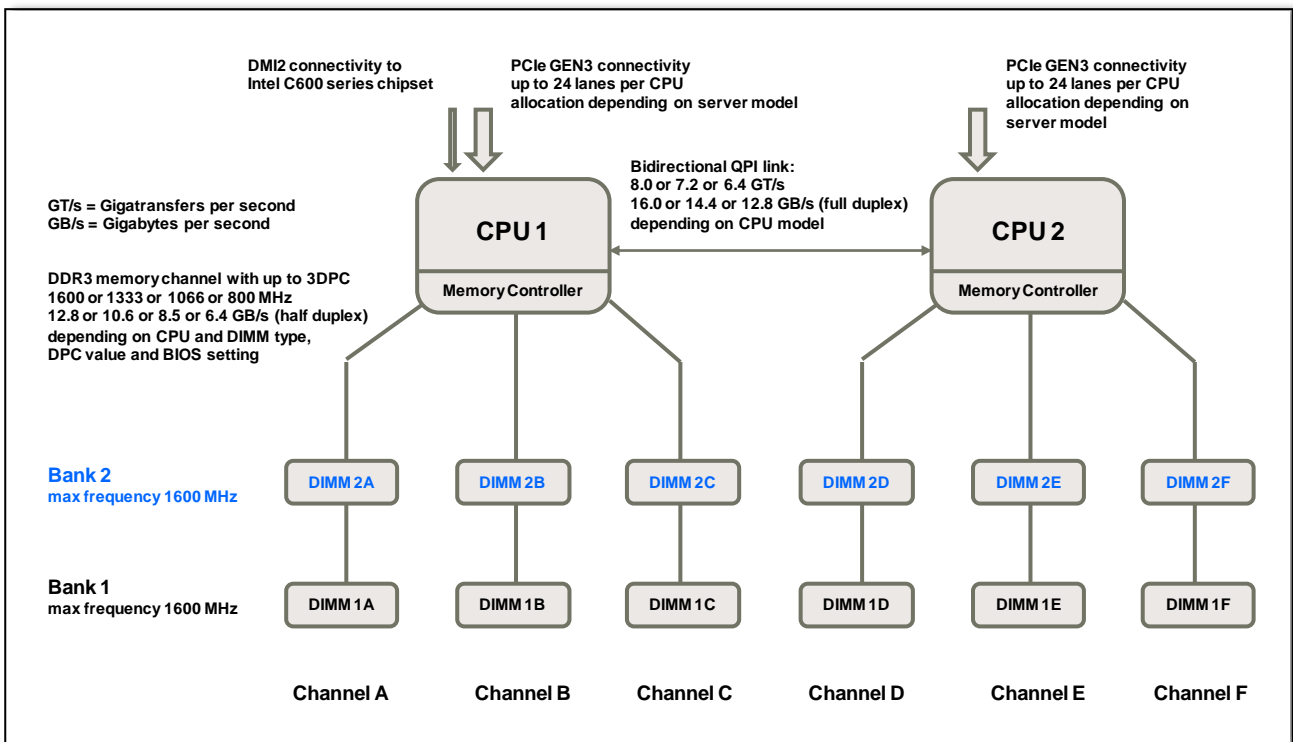 DMI2 connectivity to
Intel C600 series chipset
PCIe GEN3 connectivity
up to 24 lanes per CPU
allocation depending on server model
PCIe GEN3 connectivity
up to 24 lanes per CPU
allocation depending on
server model
Bidirectional QPI link:
8.0 or 7.2 or 6.4 GT/s
16.0 or 14.4 or 12.8 GB/s (full duplex)
depending on CPU model
GT/s = Gigatransfers per second
GB/s = Gigabytes per second
CPU 1
CPU 2
Memory Controller
Memory Controller
DDR3 memory channel with up to 3DPC
1600 or 1333 or 1066 or 800 MHz
12.8 or 10.6 or 8.5 or 6.4 GB/s (half duplex)
depending on CPU and DIMM type,
DPC value and BIOS setting
Bank 2
max frequency 1600 MHz
DIMM 2A
DIMM 2B
DIMM 2C
DIMM 2D
DIMM 2E
DIMM 2F
Bank 1
max frequency 1600 MHz
DIMM 1A
DIMM 1B
DIMM 1C
DIMM 1D
DIMM 1E
DIMM 1F
Channel A
Channel B
Channel C
Channel D
Channel E
Channel F